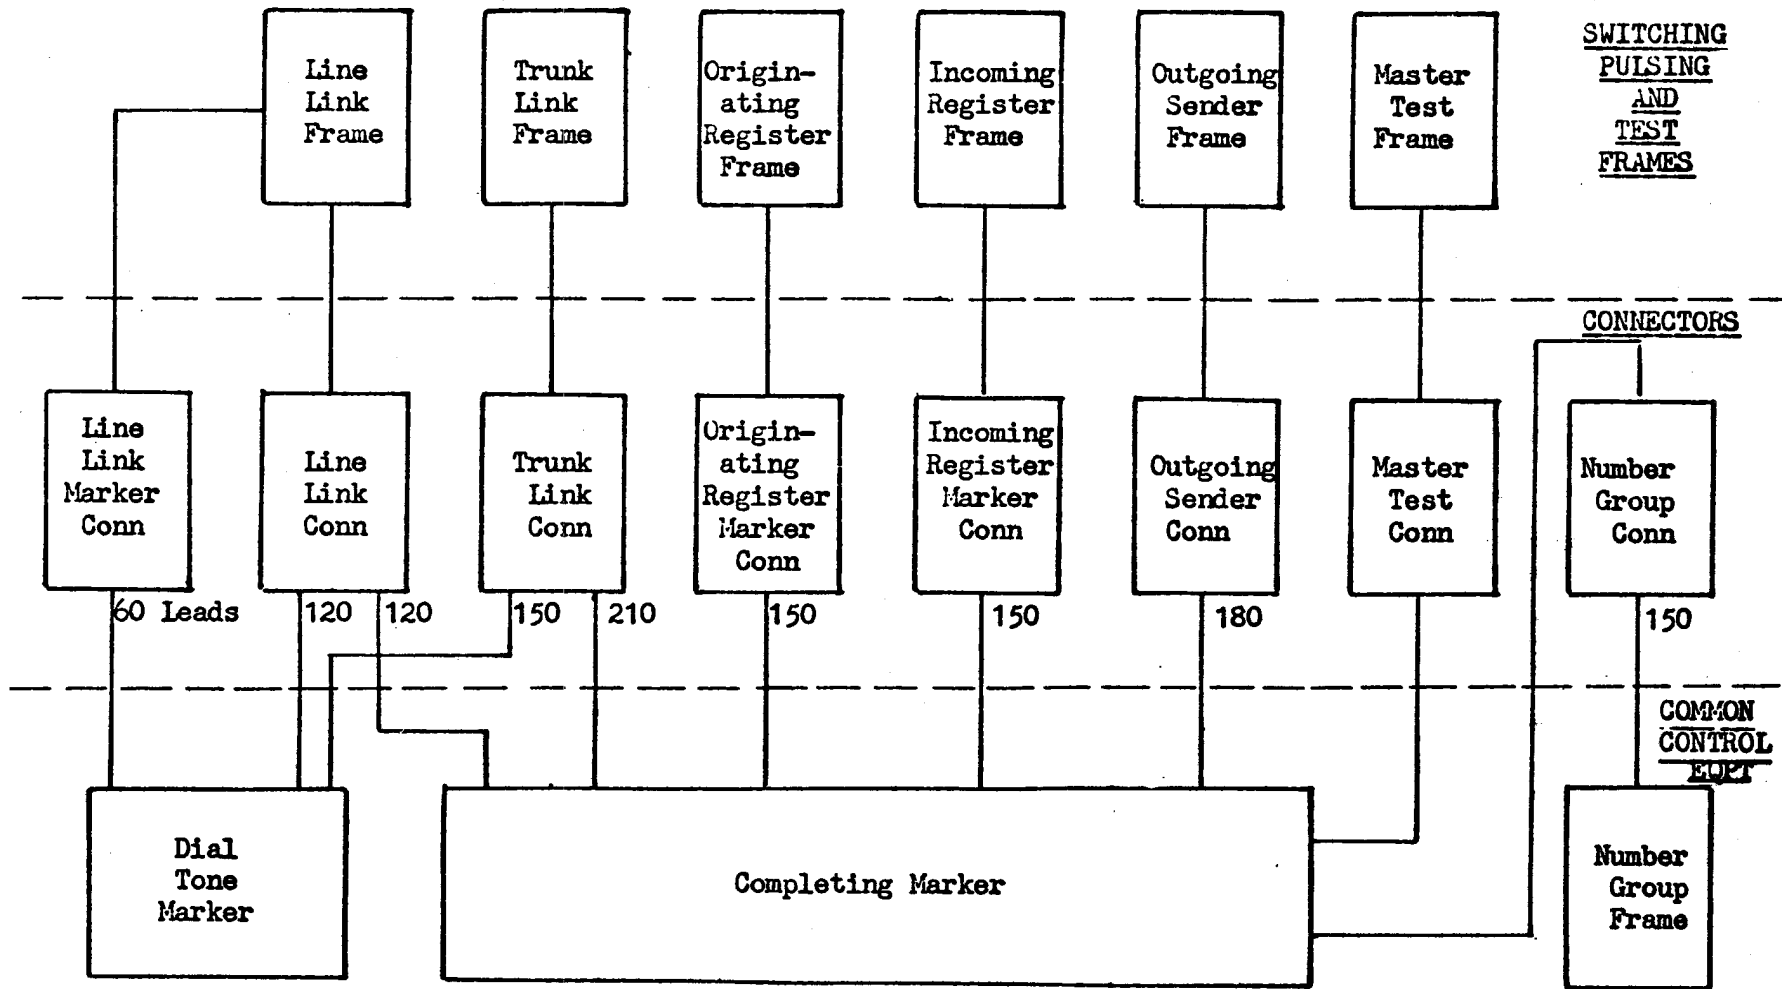 Line
Link
Frame
Trunk
Link
Frame
Origin-
ating
Register
Frame
Incoming
Register
Frame
Outgoing
Sender
Frame
Master
Test
Frame
SWITCHING
PULSING
AND
TEST
FRAMES
CONNECTORS
Line
Link
Marker
Conn
Line
Link
Conn
Trunk
Link
Conn
Origin-
ating
Register
Marker
Conn
Incoming
Register
Marker
Conn
Outgoing
Sender
Conn
Master
Test
Conn
Number
Group
Conn
60 Leads
120
120
150
210
150
150
180
150
COMMON
CONTROL
EQPT
Dial
Tone
Marker
Completing Marker
Number
Group
Frame